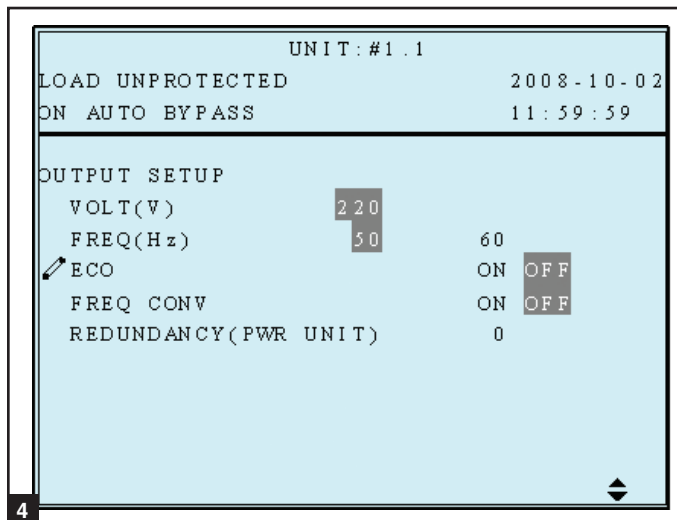 UNIT:#1.1
LOAD UNPROTECTED 2008-10-02
ON AUTO BYPASS 11:59:59
OUTPUT SETUP
VOLT(V) 220
FREQ(Hz) 50 60
ECO ON OFF
FREQ CONV ON OFF
REDUNDANCY(PWR UNIT) 0
4